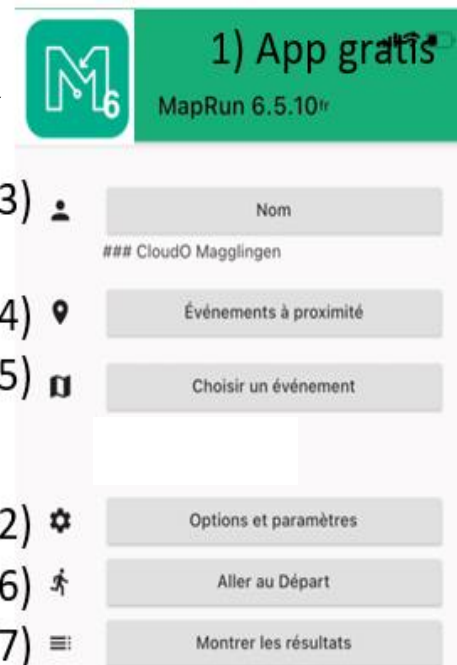 M6
1) App gratis
MapRun 6.5.10fr
3) Nom
### CloudO Magglingen
4) Événements à proximité
5) Choisir un événement
2) Options et paramètres
6) Aller au Départ
7) Montrer les résultats